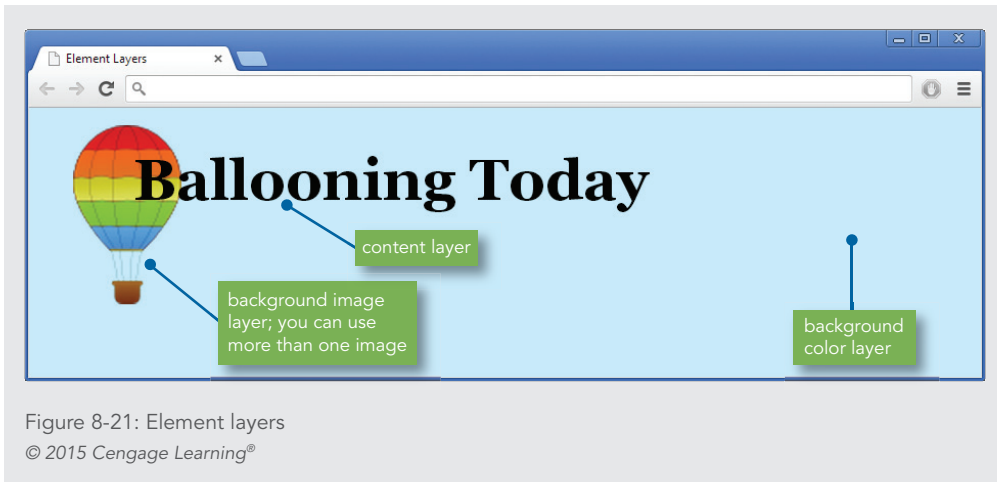 Element Layers
Ballooning Today
content layer
background image
layer; you can use
more than one image
background
color layer
Figure 8-21: Element layers
© 2015 Cengage Learning®